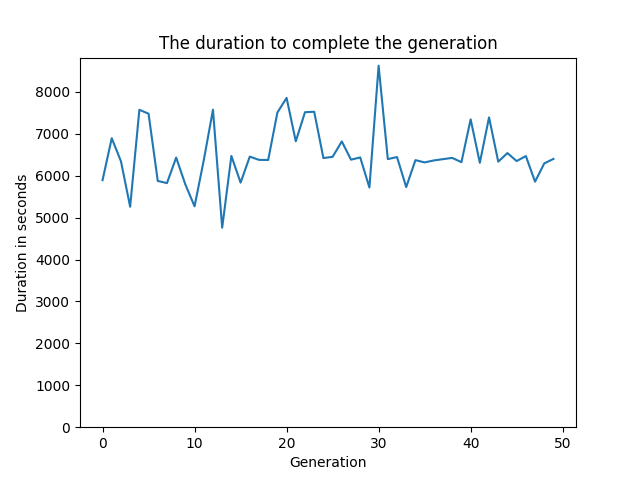 The duration to complete the generation
Duration in seconds
8000
7000
6000
5000
4000
3000
2000
1000
0
0 10 20 30 40 50
Generation